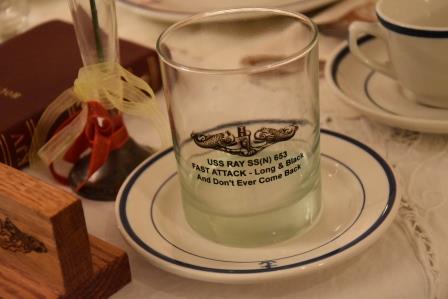 USS RAY SS(N) 653
FAST ATTACK - Long & Black
And Don't Ever Come Back